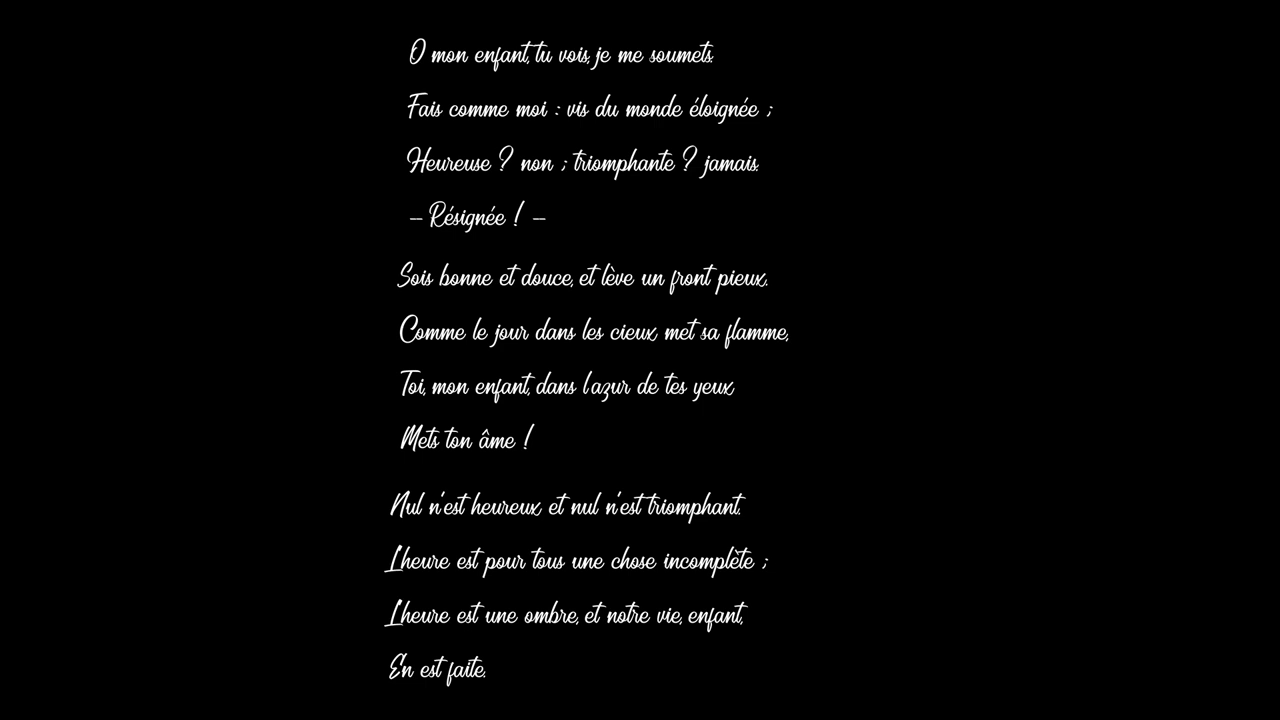 O mon enfant, tu vois, je me soumets.
Fais comme moi : vis du monde éloignée ;
Heureuse ? non ; triomphante ? jamais.
-- Résignée ! --
Sois bonne et douce, et lève un front pieux.
Comme le jour dans les cieux met sa flamme,
Toi, mon enfant, dans l'azur de tes yeux
Mets ton âme !
Nul n'est heureux et nul n'est triomphant.
L'heure est pour tous une chose incomplète ;
L'heure est une ombre, et notre vie, enfant,
En est faite.